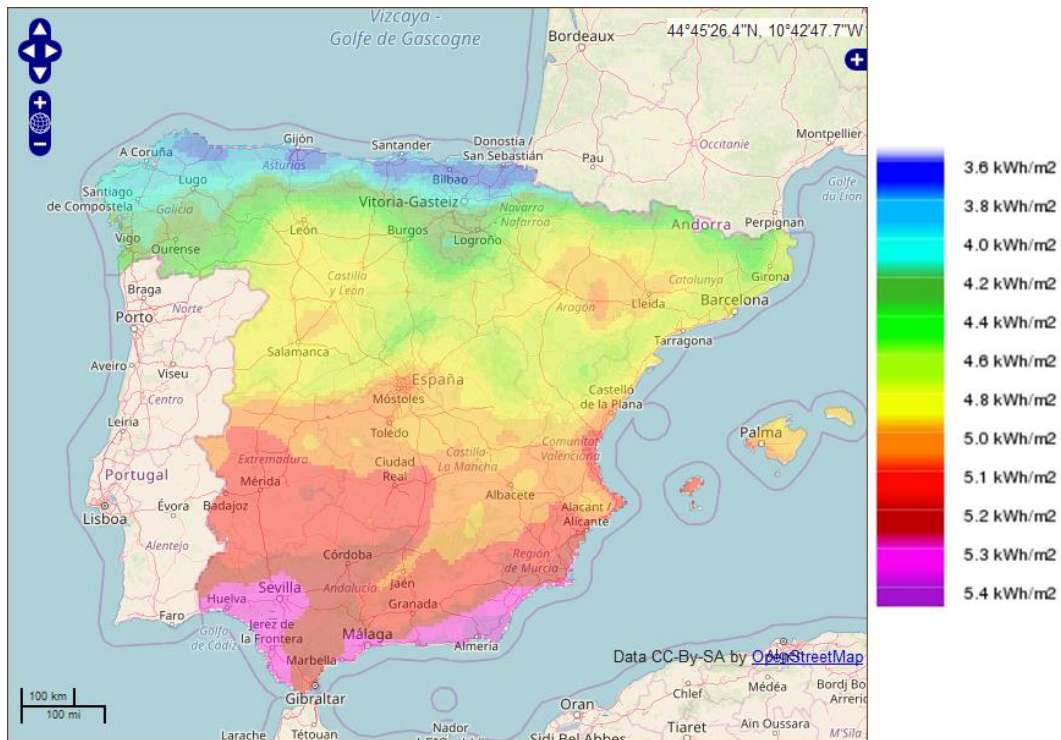 Vizcaya -
Golfe de Gascogne
44°45'26.4"N, 10°42'47.7"W
Bordeaux
+
+
−
3.6 kWh/m2
3.8 kWh/m2
4.0 kWh/m2
4.2 kWh/m2
4.4 kWh/m2
4.6 kWh/m2
4.8 kWh/m2
5.0 kWh/m2
5.1 kWh/m2
5.2 kWh/m2
5.3 kWh/m2
5.4 kWh/m2
A Coruña
Gijón
Santander
Donostia /
San Sebastián
Pau
Occitanie
Montpellier
Asturias
Bilbao
Golfe
du Lion
Santiago
de Compostela
Lugo
Galicia
Vitoria-Gasteiz
Navarra
- Nafarroa
Andorra
Perpignan
Vigo
Ourense
León
Burgos
Logroño
Girona
Braga
Norte
Porto
Castilla
y León
Aragón
Catalunya
Lleida
Barcelona
Tarragona
Aveiro
Viseu
Salamanca
Centro
España
Móstoles
Castelló
de la Plana
Leiria
Toledo
Palma
Portugal
Extremadura
Ciudad
Real
Castilla-
La Mancha
Comunitat
Valenciana
Mérida
Badajoz
Albacete
Lisboa
Évora
Alacant /
Alicante
Alentejo
Córdoba
Región
de Murcia
Andalucía
Jaén
Sevilla
Huelva
Granada
Faro
Golfo
de Cádiz
Jerez de
la Frontera
Málaga
Almería
Marbella
Data CC-By-SA by OpenStreetMap
100 km
100 mi
Gibraltar
Chlef
Médéa
Bordj Bo
Arreric
Oran
Tiaret
Aïn Oussara
Larache
Tétouan
Nador
Sidi Bel Abbes
M'Sila